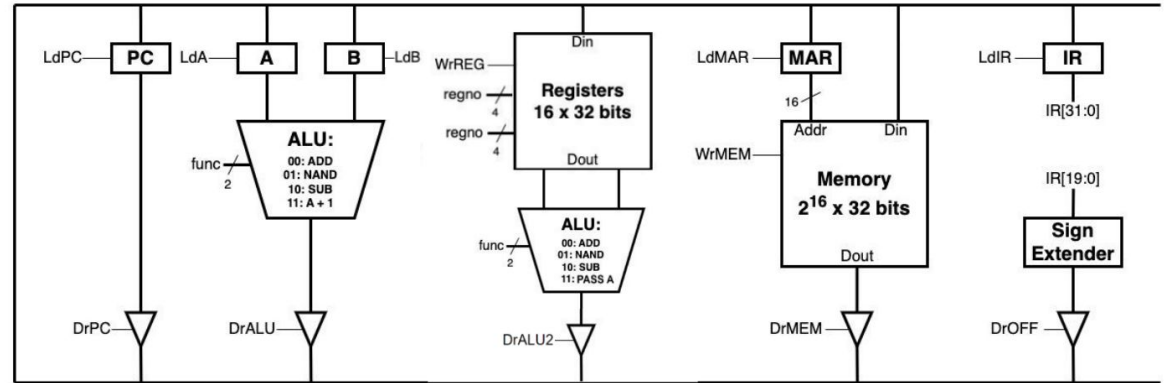 LdPC
PC
LdA
A
B
LdB
ALU:
00: ADD
01: NAND
10: SUB
11: A + 1
func
2
DrPC
DrALU
Din
WrREG
regno
4
regno
4
Registers
16 x 32 bits
Dout
ALU:
00: ADD
01: NAND
10: SUB
11: PASS A
func
2
DrALU2
LdMAR
MAR
16
Addr
Din
WrMEM
Memory
2^16 x 32 bits
Dout
DrMEM
LdIR
IR
IR[31:0]
IR[19:0]
Sign
Extender
DrOFF